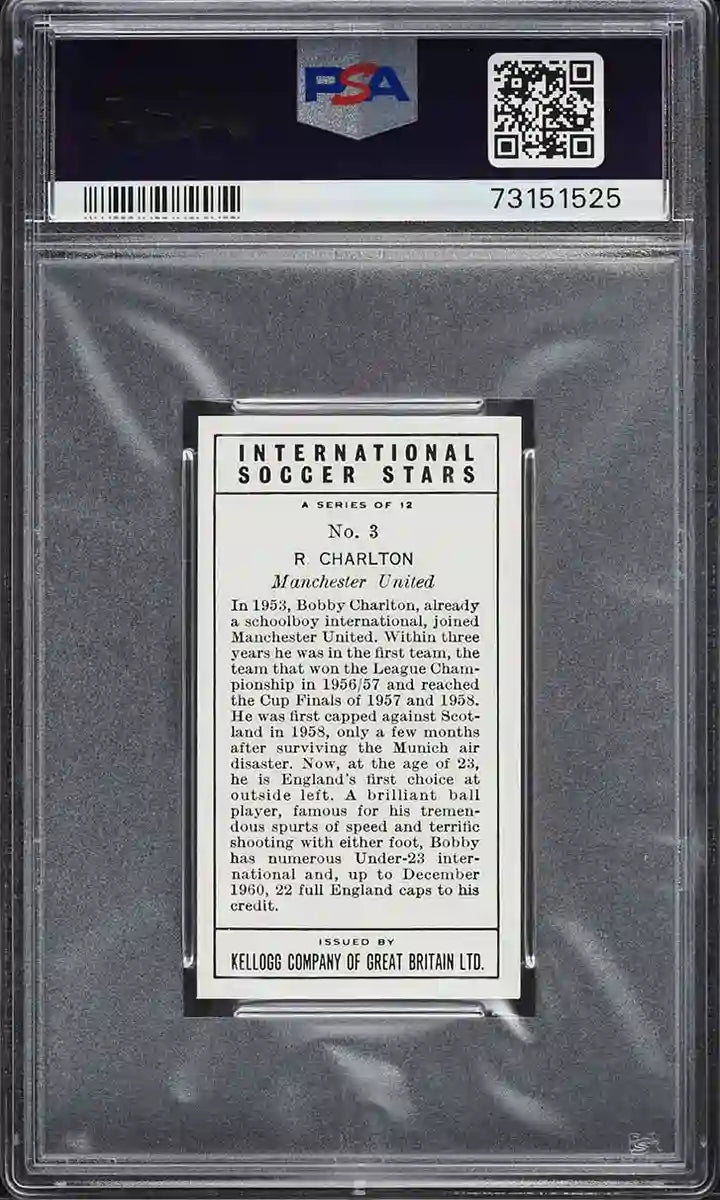 PSA
73151525
INTERNATIONAL
SOCCER STARS
A SERIES OF 12
No. 3
R. CHARLTON
Manchester United
In 1953, Bobby Charlton, already
a schoolboy international, joined
Manchester United. Within three
years he was in the first team, the
team that won the League Cham-
pionship in 1956/57 and reached
the Cup Finals of 1957 and 1958.
He was first capped against Scot-
land in 1958, only a few months
after surviving the Munich air
disaster. Now, at the age of 23,
he is England's first choice at
outside left. A brilliant ball
player, famous for his tremen-
dous spurts of speed and terrific
shooting with either foot, Bobby
has numerous Under-23 inter-
national and, up to December
1960, 22 full England caps to his
credit.
ISSUED BY
KELLOGG COMPANY OF GREAT BRITAIN LTD.
PSA